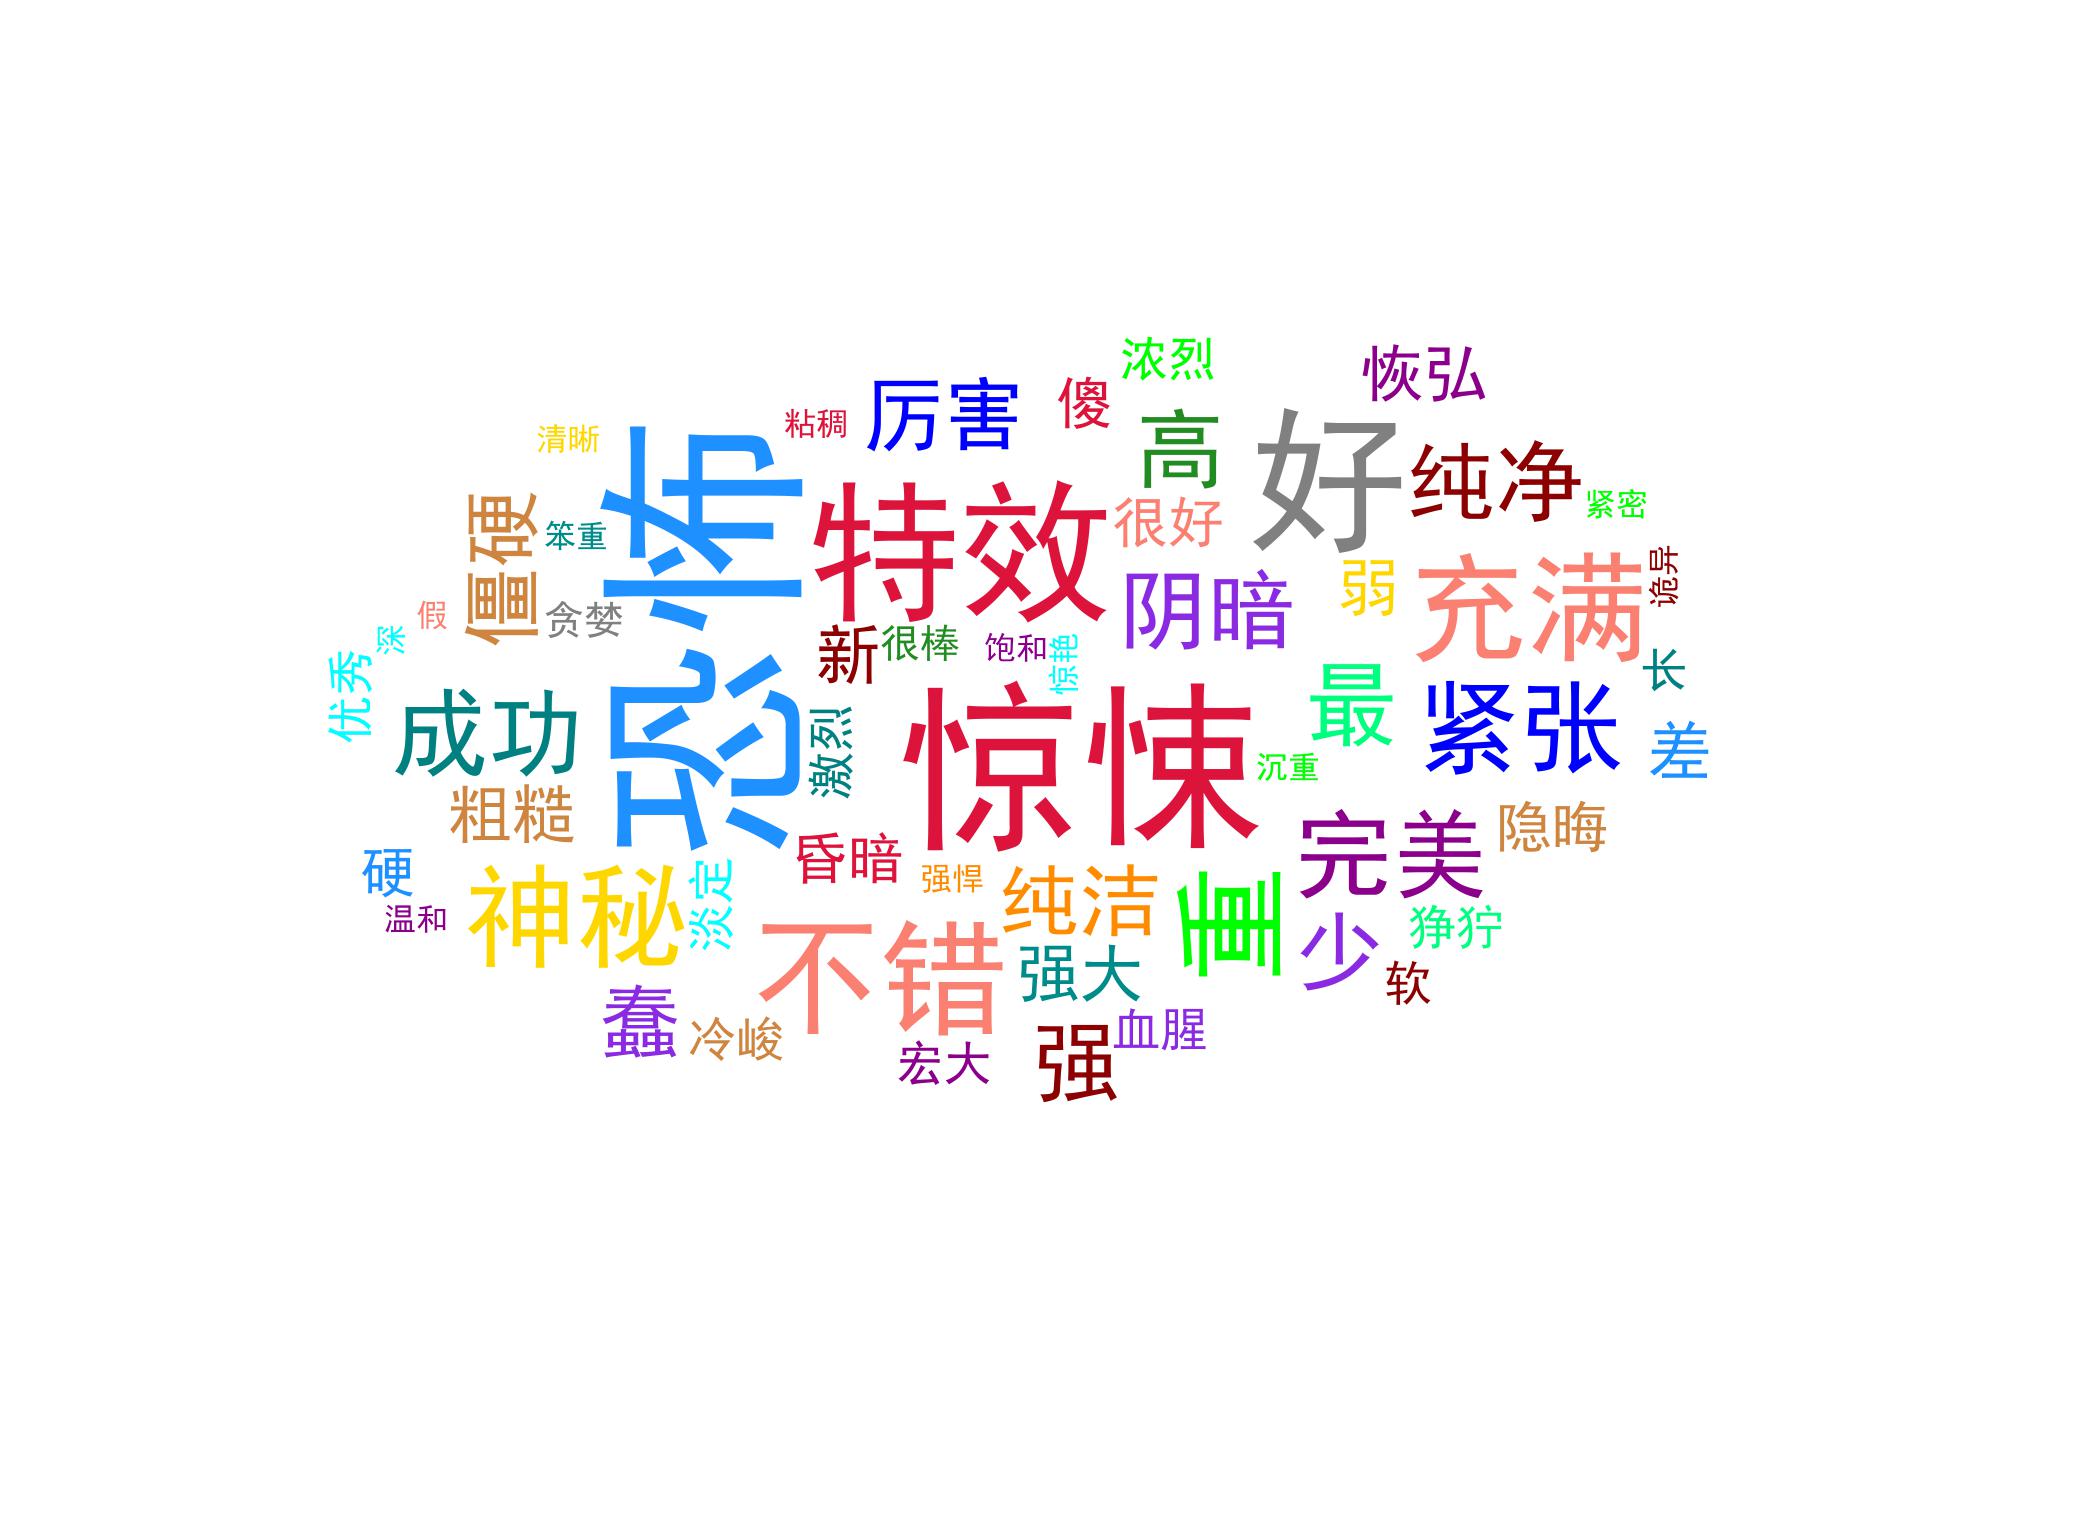 浓烈
恢弘
厉害
傻
粘稠
清晰
高
好
纯净
恐怖
特效
很好
紧密
僵硬
笨重
阴暗
弱
充满
诡异
假
贪婪
新
很棒
饱和
惊艳
深
优秀
长
成功
激烈
惊悚
最
紧张
差
沉重
粗糙
昏暗
完美
隐晦
硬
温和
神秘
淡定
强悍
纯洁
重
少
狰狞
不错
强大
软
蠢
冷峻
宏大
强
血腥